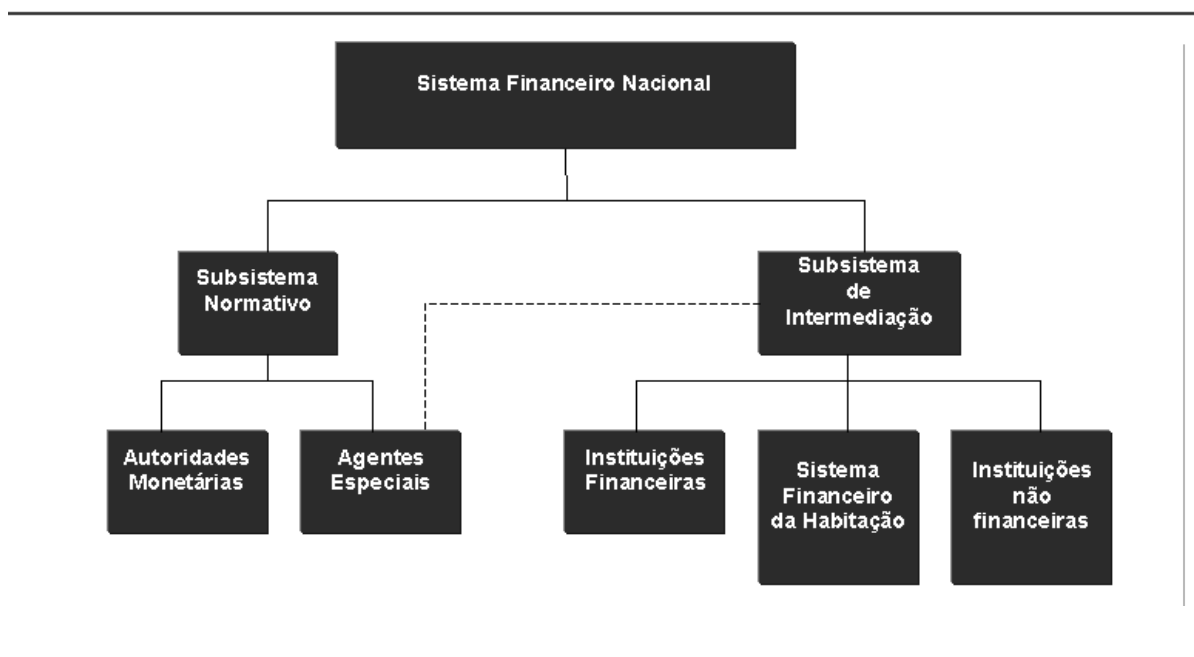 Sistema Financeiro Nacional
Subsistema
Normativo
Subsistema
de
Intermediação
Autoridades
Monetárias
Agentes
Especiais
Instituições
Financeiras
Sistema
Financeiro
da Habitação
Instituições
não
financeiras